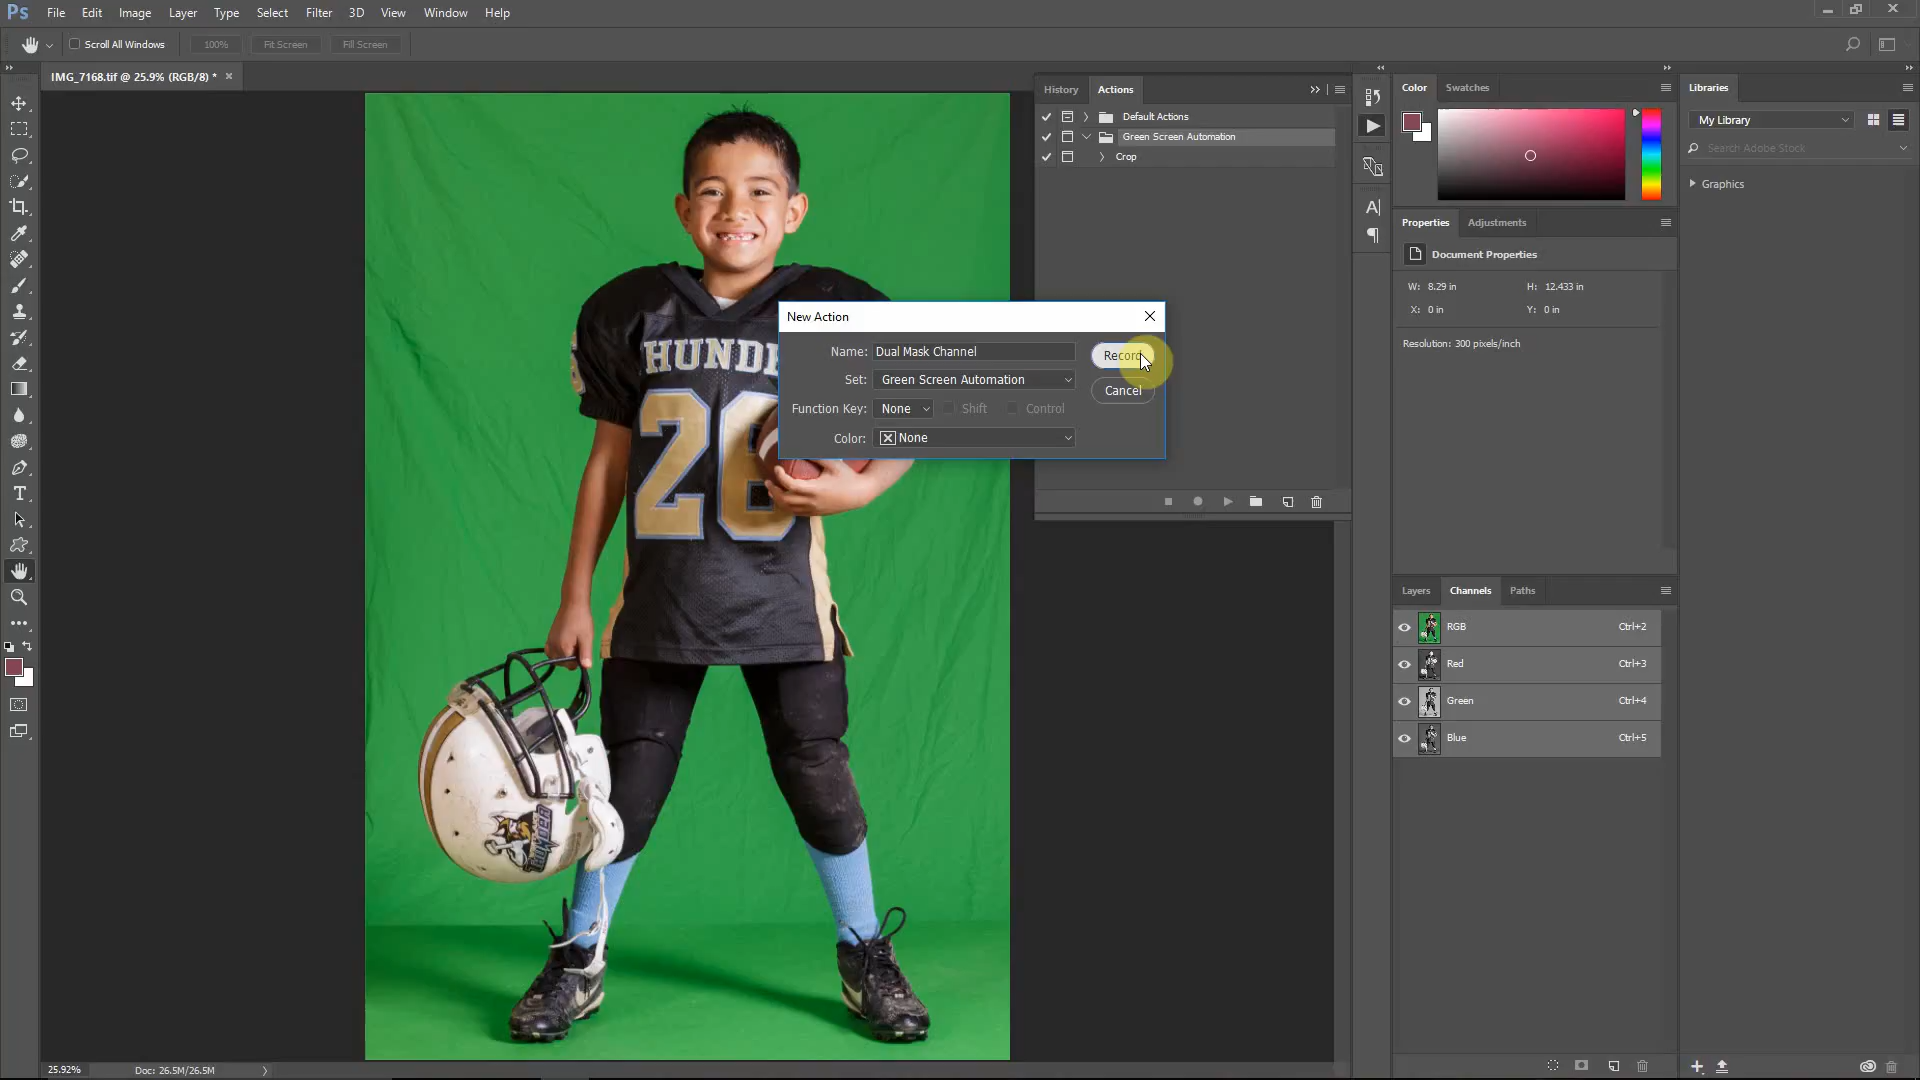 Ps File Edit Image Layer Type Select Filter 3D View Window Help
Scroll All Windows 100% Fit Screen Fill Screen
IMG_7168.tif @ 25.9% (RGB/8) *
History Actions
Default Actions
Green Screen Automation
Crop
Color Swatches
Libraries
My Library
Search Adobe Stock
Graphics
Properties Adjustments
Document Properties
W: 8.29 in H: 12.433 in
X: 0 in Y: 0 in
Resolution: 300 pixels/inch
New Action
Name: Dual Mask Channel
Record
Set: Green Screen Automation
Cancel
Function Key: None Shift Control
Color: None
26
Layers Channels Paths
RGB Ctrl+2
Red Ctrl+3
Green Ctrl+4
Blue Ctrl+5
25.92% Doc: 26.5M/26.5M